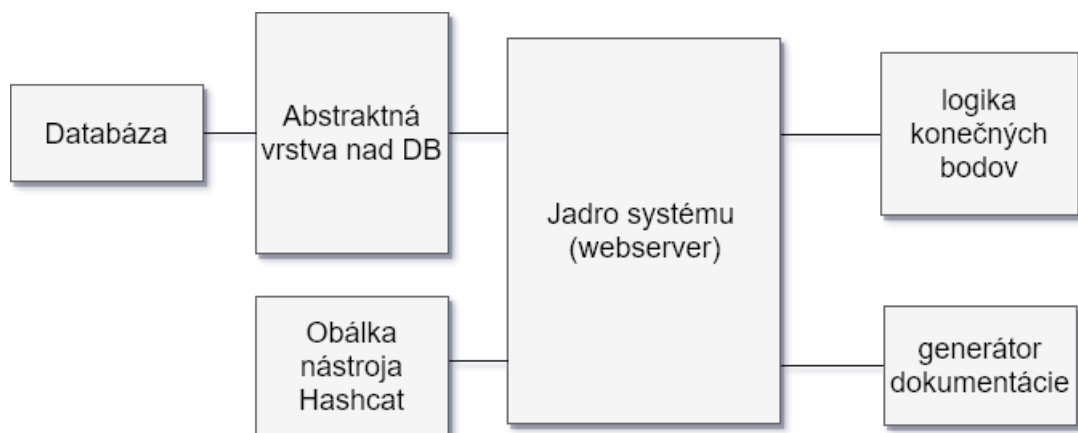 Databáza
Abstraktná
vrstva nad DB
Obálka
nástroja
Hashcat
Jadro systému
(webserver)
logika
konečných
bodov
generátor
dokumentácie